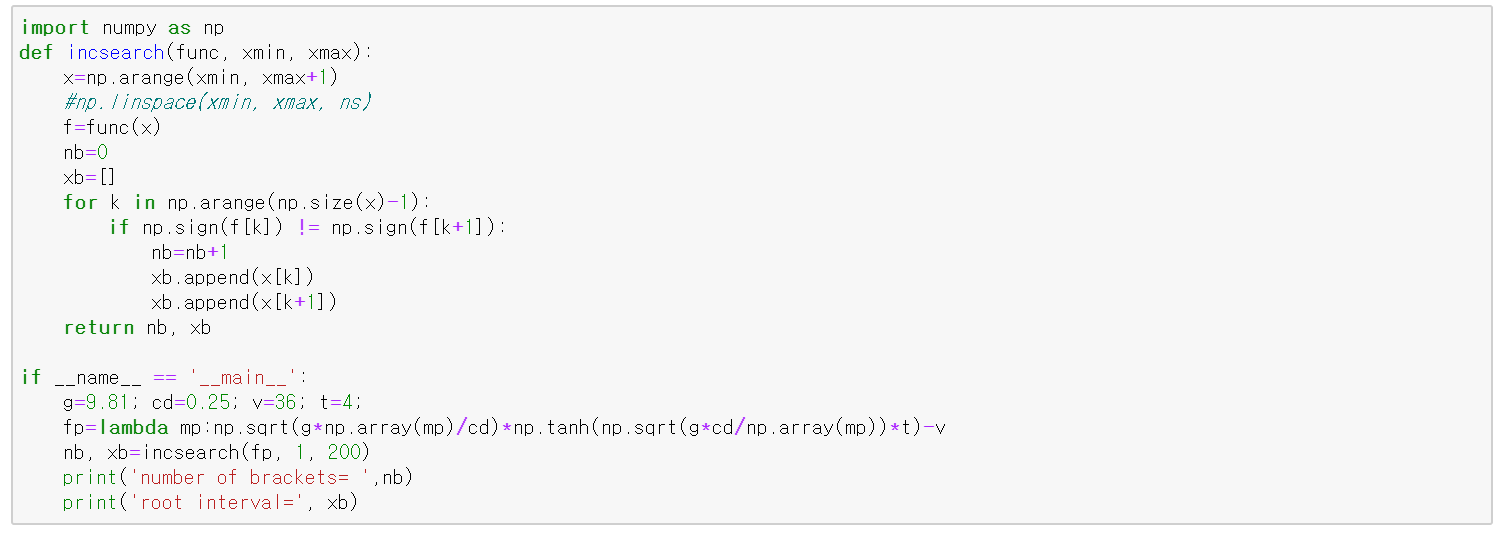 import numpy as np
def incsearch(func, xmin, xmax):
    x=np.arange(xmin, xmax+1)
    #np.linspace(xmin, xmax, ns)
    f=func(x)
    nb=0
    xb=[]
    for k in np.arange(np.size(x)-1):
        if np.sign(f[k]) != np.sign(f[k+1]):
            nb=nb+1
            xb.append(x[k])
            xb.append(x[k+1])
    return nb, xb

if __name__ == '__main__':
    g=9.81; cd=0.25; v=36; t=4;
    fp=lambda mp:np.sqrt(g*np.array(mp)/cd)*np.tanh(np.sqrt(g*cd/np.array(mp))*t)-v
    nb, xb=incsearch(fp, 1, 200)
    print('number of brackets= ',nb)
    print('root interval=', xb)